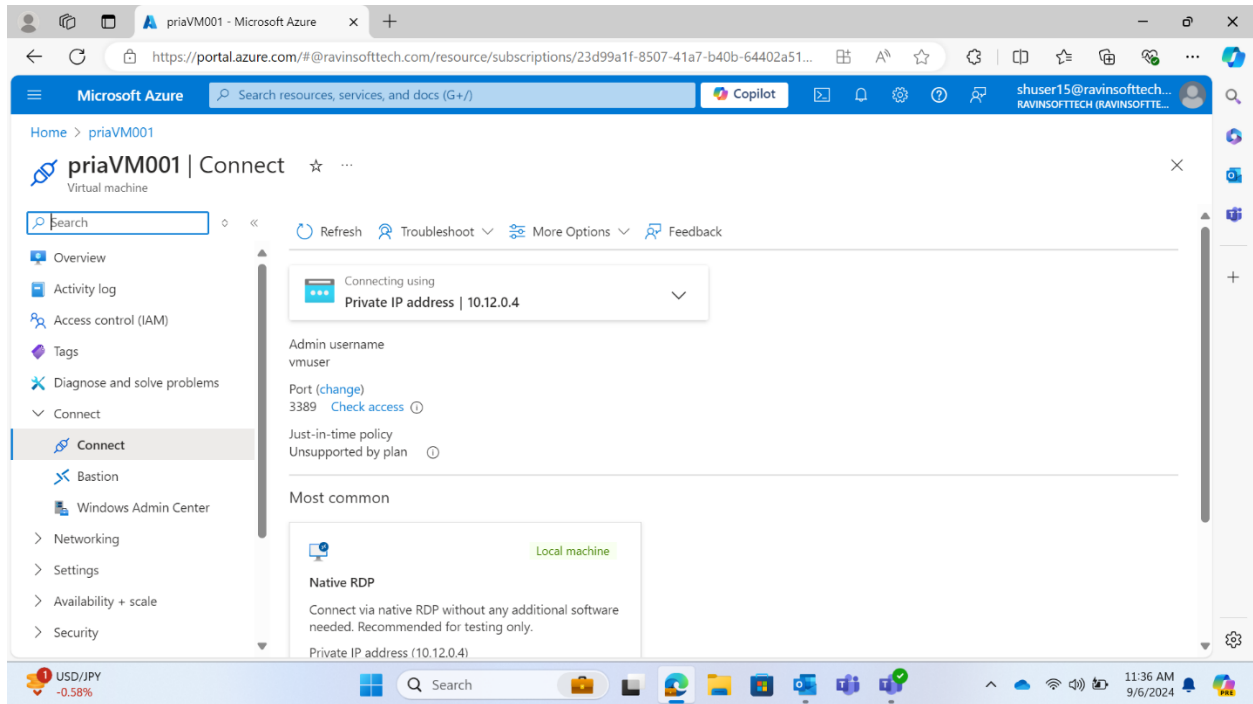 priaVM001 - Microsoft Azure
https://portal.azure.com/#@ravinsofttech.com/resource/subscriptions/23d99a1f-8507-41a7-b40b-64402a51...
Microsoft Azure
Search resources, services, and docs (G+/)
Copilot
shuser15@ravinsofttech...
RAVINSOFTTECH (RAVINSOFTTE...
Home > priaVM001
priaVM001 | Connect
Virtual machine
Search
Refresh Troubleshoot More Options Feedback
Overview
Activity log
Access control (IAM)
Tags
Diagnose and solve problems
Connect
Connect
Bastion
Windows Admin Center
Networking
Settings
Availability + scale
Security
Connecting using
Private IP address | 10.12.0.4
Admin username
vmuser
Port (change)
3389 Check access
Just-in-time policy
Unsupported by plan
Most common
Local machine
Native RDP
Connect via native RDP without any additional software
needed. Recommended for testing only.
Private IP address (10.12.0.4)
1
USD/JPY
-0.58%
Search
11:36 AM
9/6/2024
PRE